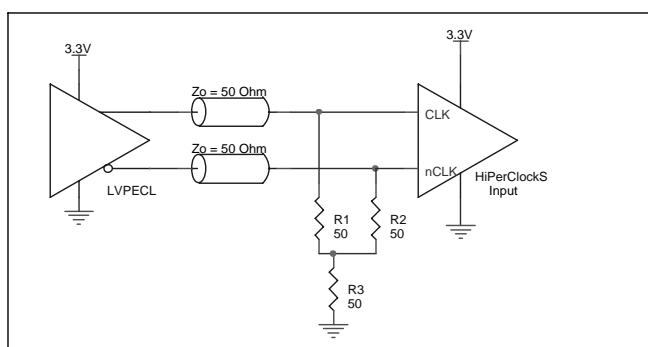 3.3V
3.3V
Zo = 50 Ohm
CLK
Zo = 50 Ohm
nCLK
LVPECL
HiPerClockS
Input
R1
50
R2
50
R3
50